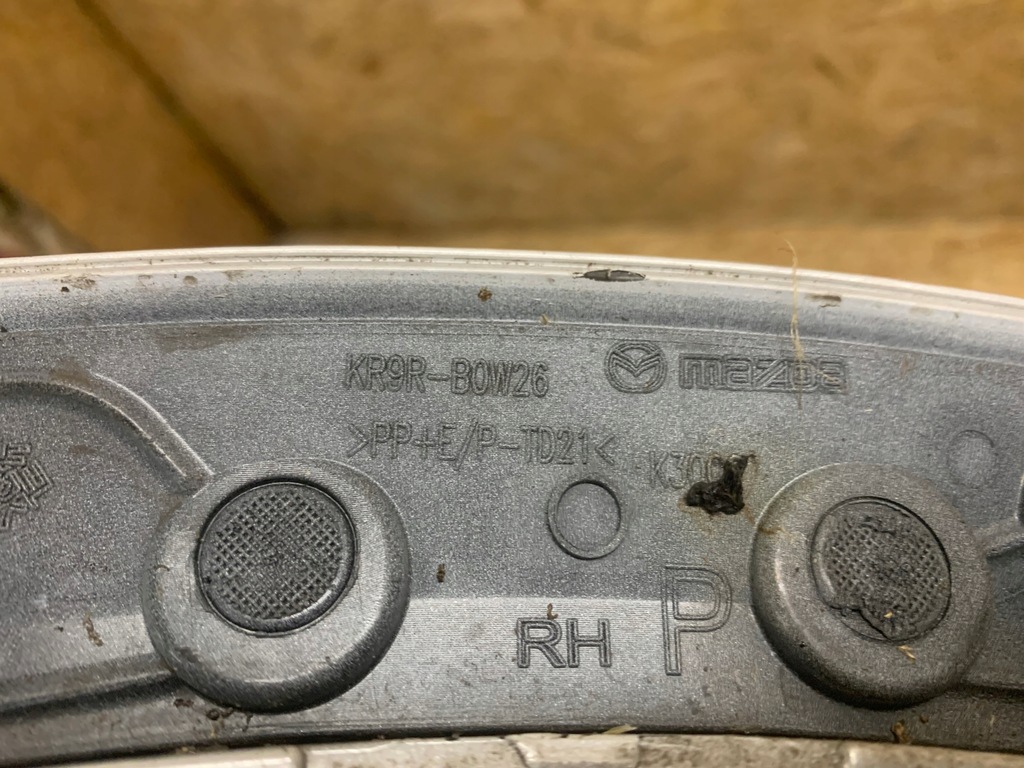 KR9R-B0W26 mazda
>PP+E/P-TD21<
RH
P